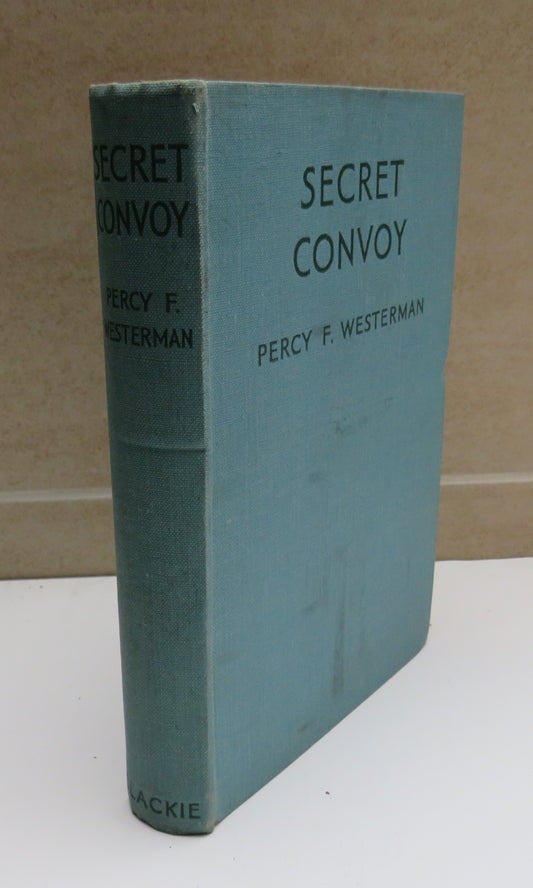 SECRET
CONVOY
PERCY F.
WESTERMAN
LACKIE
SECRET
CONVOY
PERCY F. WESTERMAN